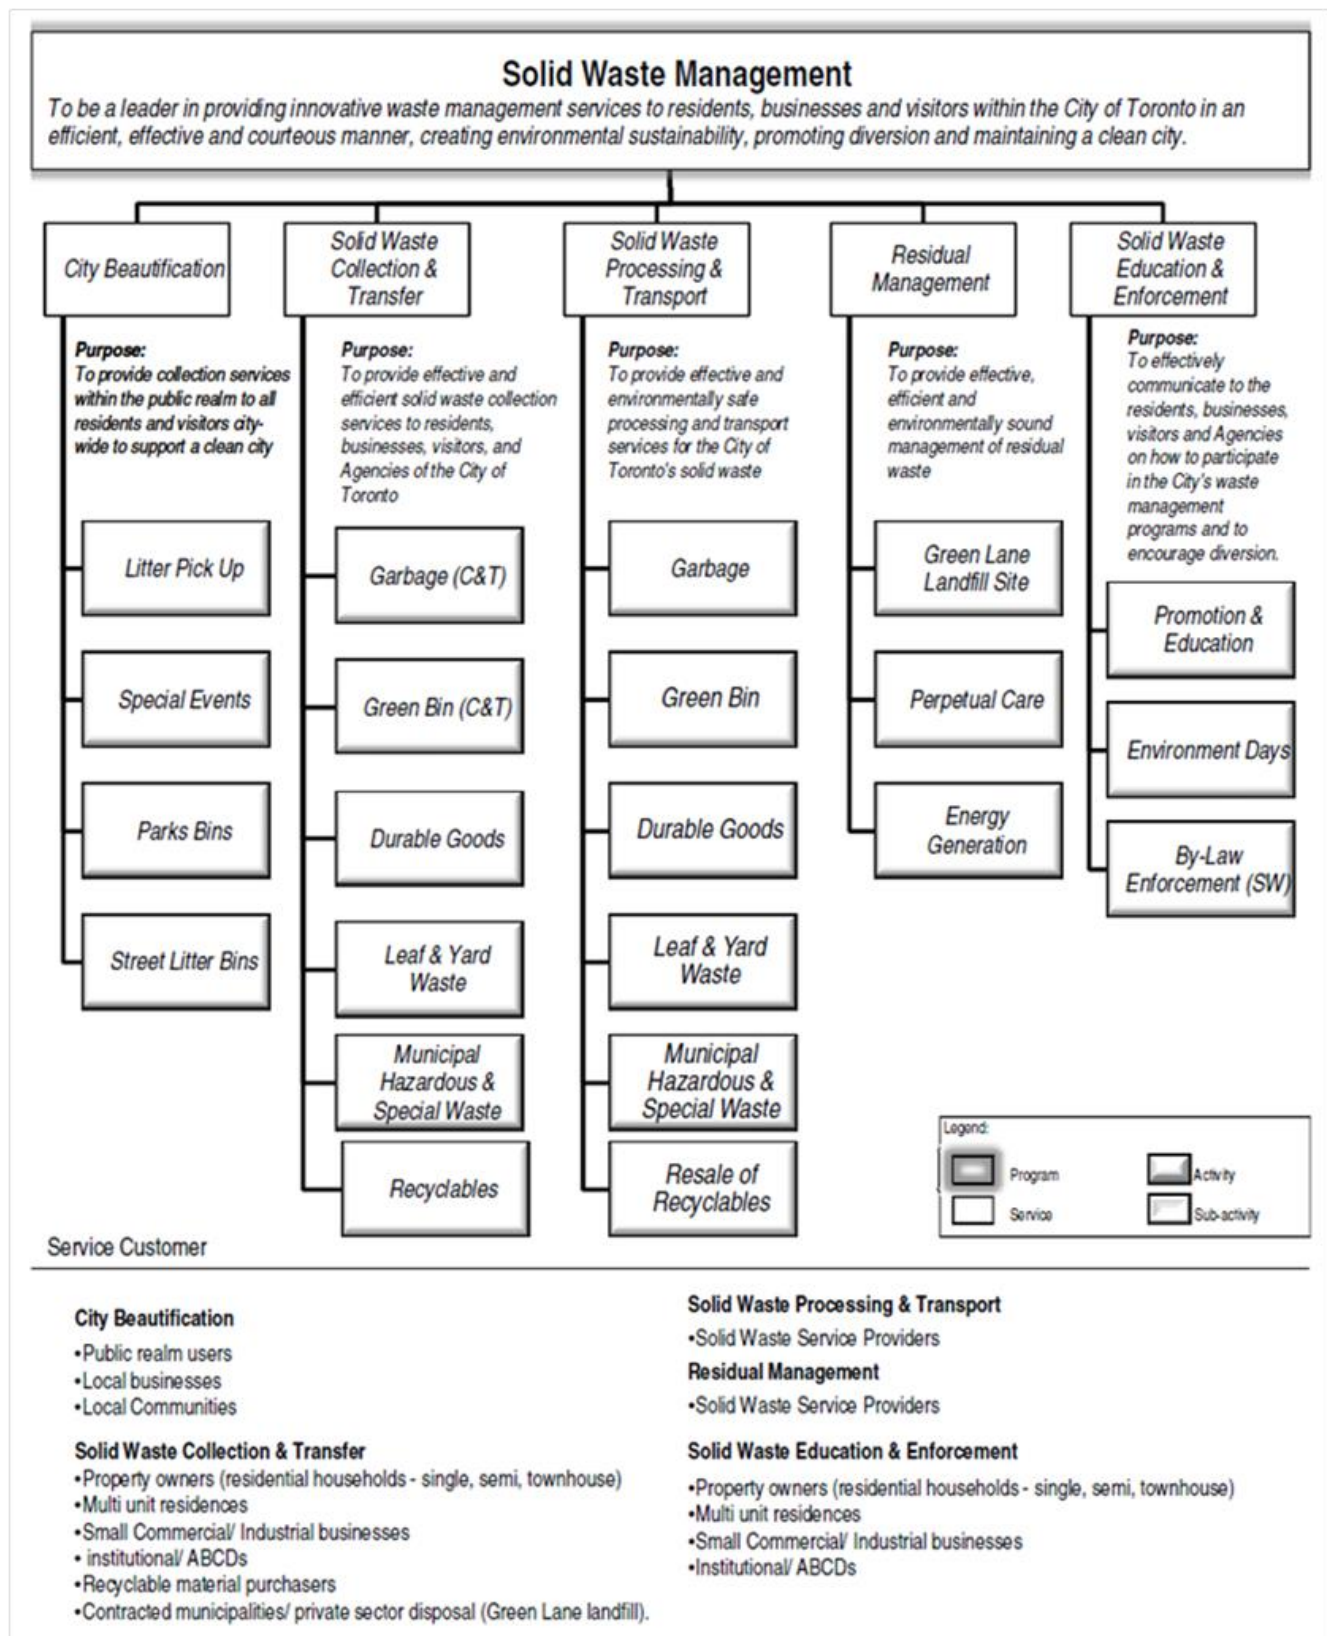 Solid Waste Management
To be a leader in providing innovative waste management services to residents, businesses and visitors within the City of Toronto in an
efficient, effective and courteous manner, creating environmental sustainability, promoting diversion and maintaining a clean city.
City Beautification
Solid Waste
Collection &
Transfer
Solid Waste
Processing &
Transport
Residual
Management
Solid Waste
Education &
Enforcement
Purpose:
To provide collection services
within the public realm to all
residents and visitors city-
wide to support a clean city
Litter Pick Up
Special Events
Parks Bins
Street Litter Bins
Purpose:
To provide effective and
efficient solid waste collection
services to residents,
businesses, visitors, and
Agencies of the City of
Toronto
Garbage (C&T)
Green Bin (C&T)
Durable Goods
Leaf & Yard
Waste
Municipal
Hazardous &
Special Waste
Recyclables
Purpose:
To provide effective and
environmentally safe
processing and transport
services for the City of
Toronto's solid waste
Garbage
Green Bin
Durable Goods
Leaf & Yard
Waste
Municipal
Hazardous &
Special Waste
Resale of
Recyclables
Purpose:
To provide effective,
efficient and
environmentally sound
management of residual
waste
Green Lane
Landfill Site
Perpetual Care
Energy
Generation
Purpose:
To effectively
communicate to the
residents, businesses,
visitors and Agencies
on how to participate
in the City's waste
management
programs and to
encourage diversion.
Promotion &
Education
Environment Days
By-Law
Enforcement (SW)
Legend:
Program
Activity
Service
Sub-activity
Service Customer
City Beautification
•Public realm users
•Local businesses
•Local Communities
Solid Waste Collection & Transfer
•Property owners (residential households - single, semi, townhouse)
•Multi unit residences
•Small Commercial/ Industrial businesses
• institutional/ ABCDs
•Recyclable material purchasers
•Contracted municipalities/ private sector disposal (Green Lane landfill).
Solid Waste Processing & Transport
•Solid Waste Service Providers
Residual Management
•Solid Waste Service Providers
Solid Waste Education & Enforcement
•Property owners (residential households - single, semi, townhouse)
•Multi unit residences
•Small Commercial/ Industrial businesses
•Institutional/ ABCDs